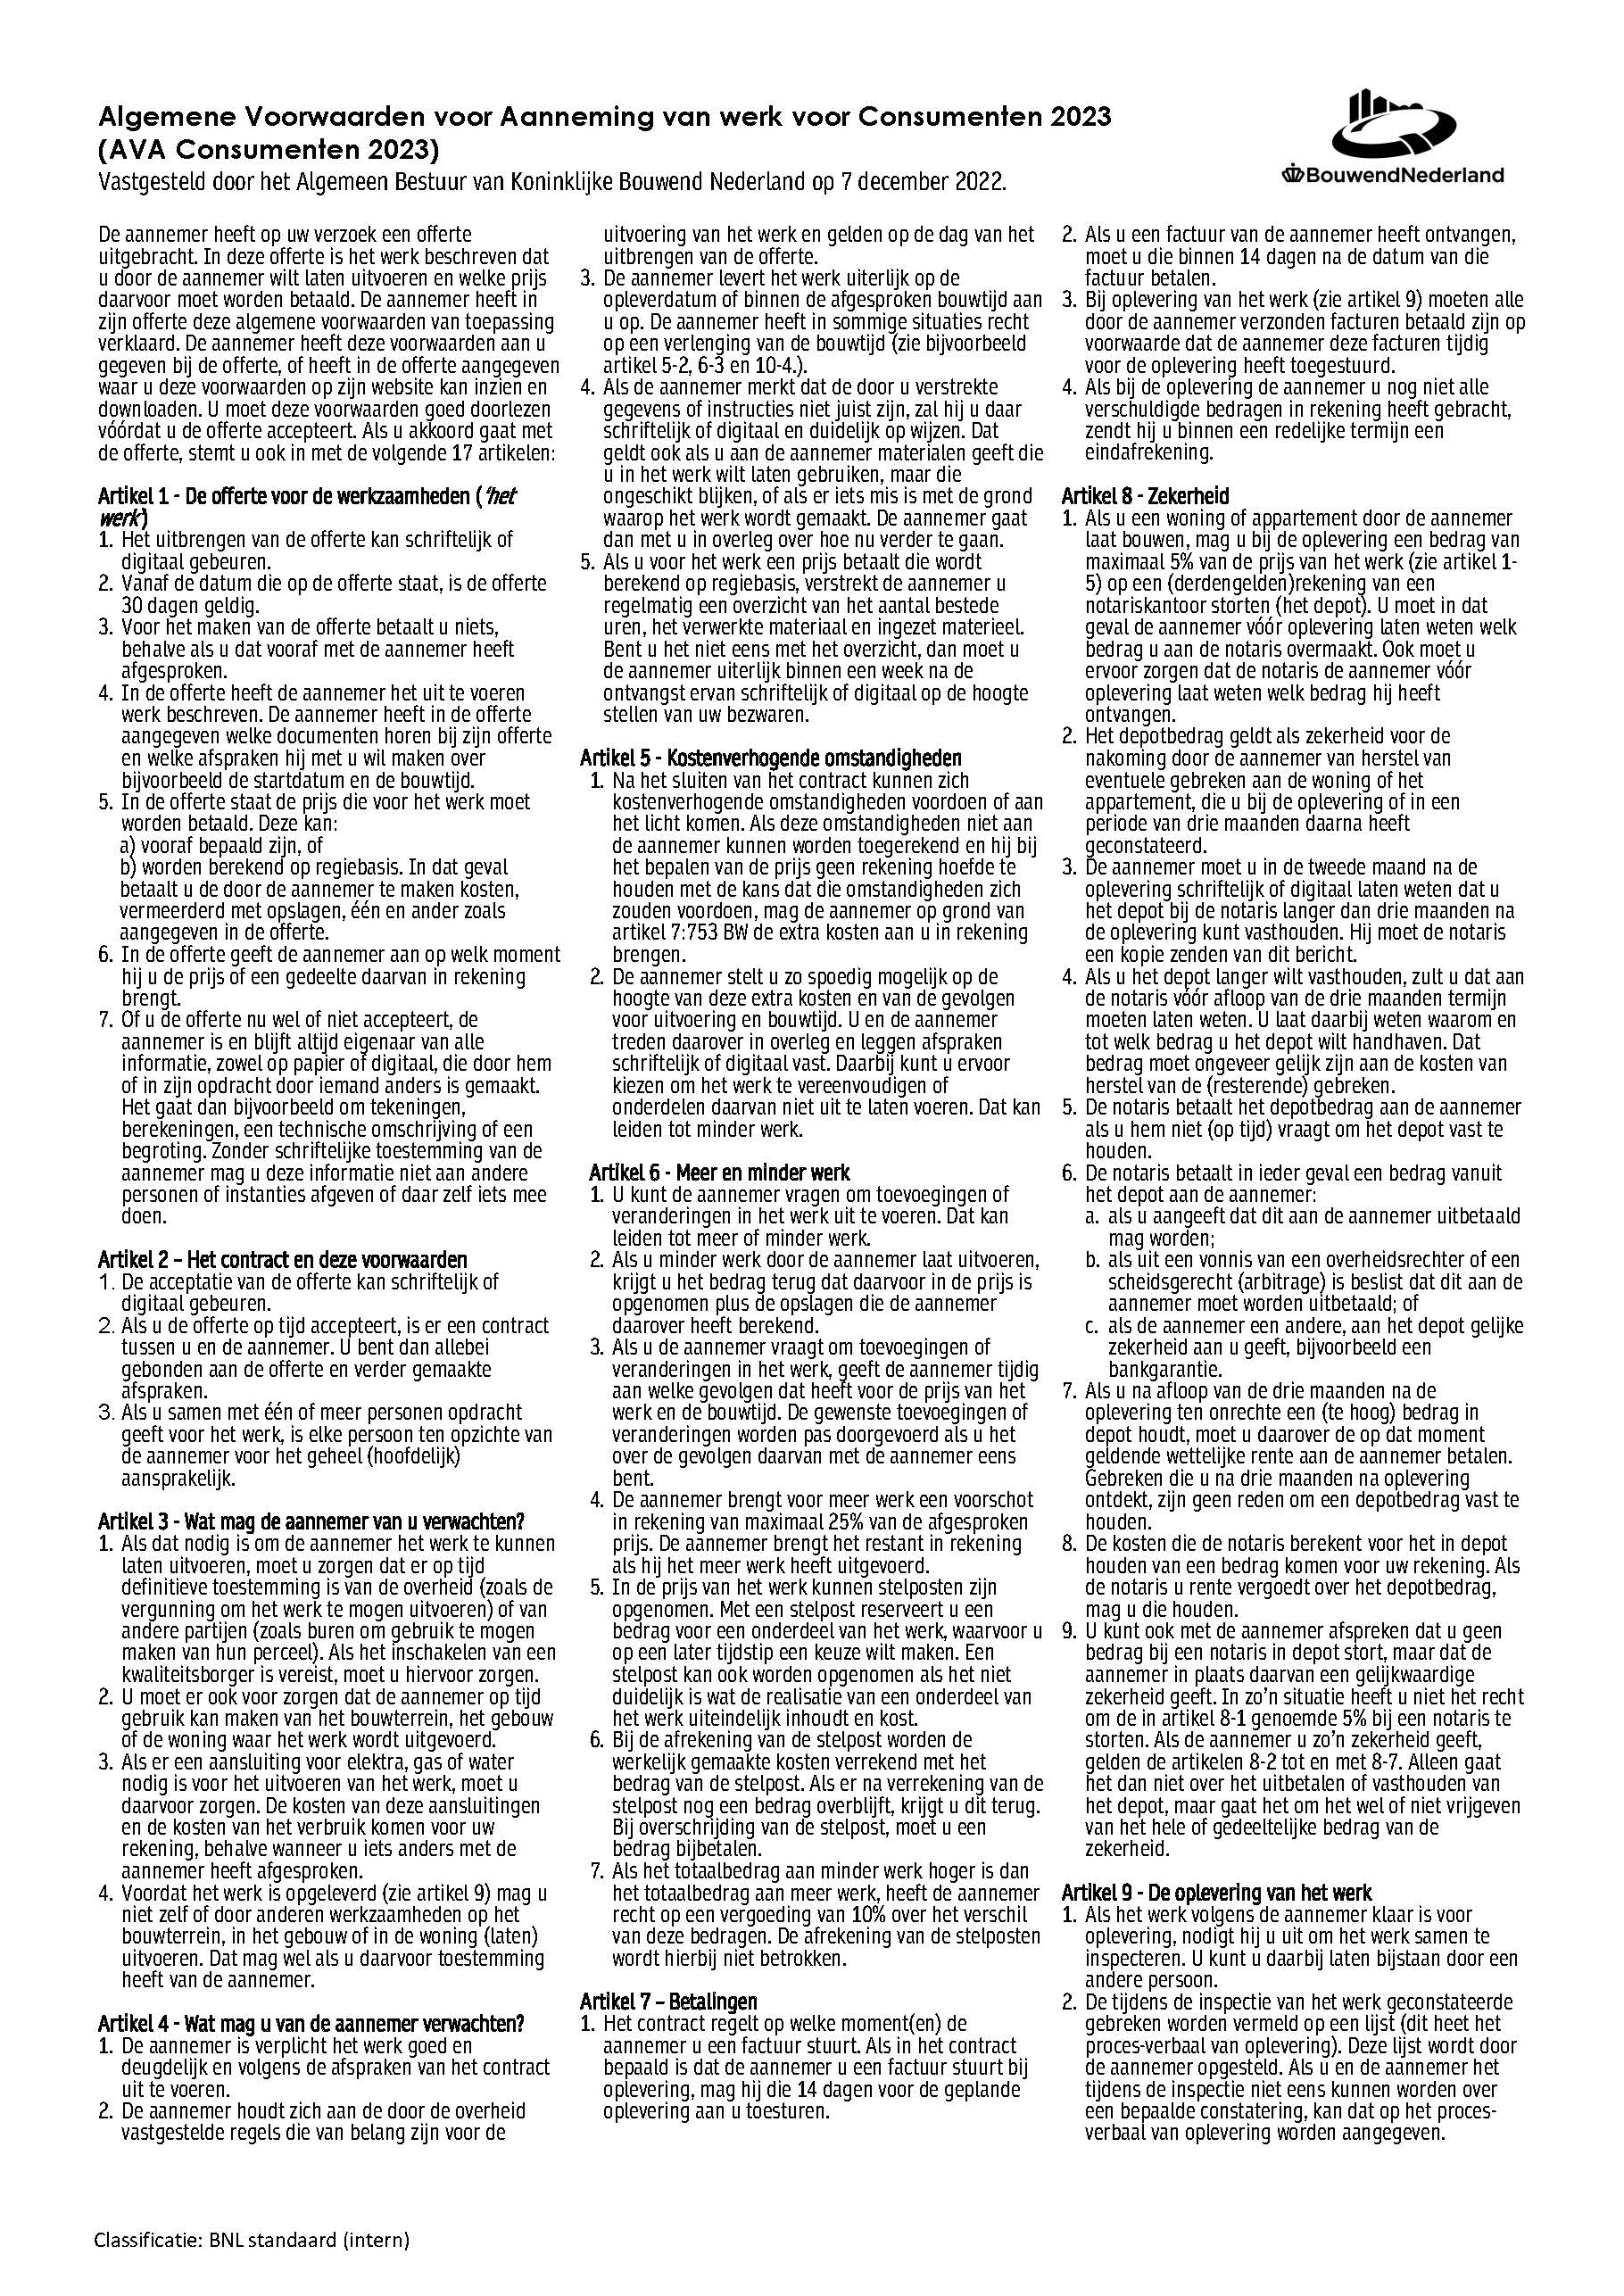 Algemene Voorwaarden voor Aanneming van werk voor Consumenten 2023
(AVA Consumenten 2023)
Vastgesteld door het Algemeen Bestuur van Koninklijke Bouwend Nederland op 7 december 2022.
BouwendNederland
De aannemer heeft op uw verzoek een offerte
uitgebracht. In deze offerte is het werk beschreven dat
u door de aannemer wilt laten uitvoeren en welke prijs
daarvoor moet worden betaald. De aannemer heeft in
zijn offerte deze algemene voorwaarden van toepassing
verklaard. De aannemer heeft deze voorwaarden aan u
gegeven bij de offerte, of heeft in de offerte aangegeven
waar u deze voorwaarden op zijn website kan inzien en
downloaden. U moet deze voorwaarden goed doorlezen
vóórdat u de offerte accepteert. Als u akkoord gaat met
de offerte, stemt u ook in met de volgende 17 artikelen:
Artikel 1 - De offerte voor de werkzaamheden ('het
werk)
1. Het uitbrengen van de offerte kan schriftelijk of
digitaal gebeuren.
2. Vanaf de datum die op de offerte staat, is de offerte
30 dagen geldig.
3. Voor het maken van de offerte betaalt u niets,
behalve als u dat vooraf met de aannemer heeft
afgesproken.
4. In de offerte heeft de aannemer het uit te voeren
werk beschreven. De aannemer heeft in de offerte
aangegeven welke documenten horen bij zijn offerte
en welke afspraken hij met u wil maken over
bijvoorbeeld de startdatum en de bouwtijd.
5. In de offerte staat de prijs die voor het werk moet
worden betaald. Deze kan:
a) vooraf bepaald zijn, of
b) worden berekend op regiebasis. In dat geval
betaalt u de door de aannemer te maken kosten,
vermeerderd met opslagen, één en ander zoals
aangegeven in de offerte.
6. In de offerte geeft de aannemer aan op welk moment
hij u de prijs of een gedeelte daarvan in rekening
brengt.
7. Of u de offerte nu wel of niet accepteert, de
aannemer is en blijft altijd eigenaar van alle
informatie, zowel op papier of digitaal, die door hem
of in zijn opdracht door iemand anders is gemaakt.
Het gaat dan bijvoorbeeld om tekeningen,
berekeningen, een technische omschrijving of een
begroting. Zonder schriftelijke toestemming van de
aannemer mag u deze informatie niet aan andere
personen of instanties afgeven of daar zelf iets mee
doen.
Artikel 2 – Het contract en deze voorwaarden
1. De acceptatie van de offerte kan schriftelijk of
digitaal gebeuren.
2. Als u de offerte op tijd accepteert, is er een contract
tussen u en de aannemer. U bent dan allebei
gebonden aan de offerte en verder gemaakte
afspraken.
3. Als u samen met één of meer personen opdracht
geeft voor het werk, is elke persoon ten opzichte van
de aannemer voor het geheel (hoofdelijk)
aansprakelijk.
Artikel 3 - Wat mag de aannemer van u verwachten?
1. Als dat nodig is om de aannemer het werk te kunnen
laten uitvoeren, moet u zorgen dat er op tijd
definitieve toestemming is van de overheid (zoals de
vergunning om het werk te mogen uitvoeren) of van
andere partijen (zoals buren om gebruik te mogen
maken van hun perceel). Als het inschakelen van een
kwaliteitsborger is vereist, moet u hiervoor zorgen.
2. U moet er ook voor zorgen dat de aannemer op tijd
gebruik kan maken van het bouwterrein, het gebouw
of de woning waar het werk wordt uitgevoerd.
3. Als er een aansluiting voor elektra, gas of water
nodig is voor het uitvoeren van het werk, moet u
daarvoor zorgen. De kosten van deze aansluitingen
en de kosten van het verbruik komen voor uw
rekening, behalve wanneer u iets anders met de
aannemer heeft afgesproken.
4. Voordat het werk is opgeleverd (zie artikel 9) mag u
niet zelf of door anderen werkzaamheden op het
bouwterrein, in het gebouw of in de woning (laten)
uitvoeren. Dat mag wel als u daarvoor toestemming
heeft van de aannemer.
Artikel 4 - Wat mag u van de aannemer verwachten?
1. De aannemer is verplicht het werk goed en
deugdelijk en volgens de afspraken van het contract
uit te voeren.
2. De aannemer houdt zich aan de door de overheid
vastgestelde regels die van belang zijn voor de
uitvoering van het werk en gelden op de dag van het
uitbrengen van de offerte.
3. De aannemer levert het werk uiterlijk op de
opleverdatum of binnen de afgesproken bouwtijd aan
u op. De aannemer heeft in sommige situaties recht
op een verlenging van de bouwtijd (zie bijvoorbeeld
artikel 5-2, 6-3 en 10-4.).
4. Als de aannemer merkt dat de door u verstrekte
gegevens of instructies niet juist zijn, zal hij u daar
schriftelijk of digitaal en duidelijk op wijzen. Dat
geldt ook als u aan de aannemer materialen geeft die
u in het werk wilt laten gebruiken, maar die
ongeschikt blijken, of als er iets mis is met de grond
waarop het werk wordt gemaakt. De aannemer gaat
dan met u in overleg over hoe nu verder te gaan.
5. Als u voor het werk een prijs betaalt die wordt
berekend op regiebasis, verstrekt de aannemer u
regelmatig een overzicht van het aantal bestede
uren, het verwerkte materiaal en ingezet materieel.
Bent u het niet eens met het overzicht, dan moet u
de aannemer uiterlijk binnen een week na de
ontvangst ervan schriftelijk of digitaal op de hoogte
stellen van uw bezwaren.
Artikel 5 - Kostenverhogende omstandigheden
1. Na het sluiten van het contract kunnen zich
kostenverhogende omstandigheden voordoen of aan
het licht komen. Als deze omstandigheden niet aan
de aannemer kunnen worden toegerekend en hij bij
het bepalen van de prijs geen rekening hoefde te
houden met de kans dat die omstandigheden zich
zouden voordoen, mag de aannemer op grond van
artikel 7:753 BW de extra kosten aan u in rekening
brengen.
2. De aannemer stelt u zo spoedig mogelijk op de
hoogte van deze extra kosten en van de gevolgen
voor uitvoering en bouwtijd. U en de aannemer
treden daarover in overleg en leggen afspraken
schriftelijk of digitaal vast. Daarbij kunt u ervoor
kiezen om het werk te vereenvoudigen of
onderdelen daarvan niet uit te laten voeren. Dat kan
leiden tot minder werk.
Artikel 6 - Meer en minder werk
1. U kunt de aannemer vragen om toevoegingen of
veranderingen in het werk uit te voeren. Dat kan
leiden tot meer of minder werk.
2. Als u minder werk door de aannemer laat uitvoeren,
krijgt u het bedrag terug dat daarvoor in de prijs is
opgenomen plus de opslagen die de aannemer
daarover heeft berekend.
3. Als u de aannemer vraagt om toevoegingen of
veranderingen in het werk, geeft de aannemer tijdig
aan welke gevolgen dat heeft voor de prijs van het
werk en de bouwtijd. De gewenste toevoegingen of
veranderingen worden pas doorgevoerd als u het
over de gevolgen daarvan met de aannemer eens
bent.
4. De aannemer brengt voor meer werk een voorschot
in rekening van maximaal 25% van de afgesproken
prijs. De aannemer brengt het restant in rekening
als hij het meer werk heeft uitgevoerd.
5. In de prijs van het werk kunnen stelposten zijn
opgenomen. Met een stelpost reserveert u een
bedrag voor een onderdeel van het werk, waarvoor u
op een later tijdstip een keuze wilt maken. Een
stelpost kan ook worden opgenomen als het niet
duidelijk is wat de realisatie van een onderdeel van
het werk uiteindelijk inhoudt en kost.
6. Bij de afrekening van de stelpost worden de
werkelijk gemaakte kosten verrekend met het
bedrag van de stelpost. Als er na verrekening van de
stelpost nog een bedrag overblijft, krijgt u dit terug.
Bij overschrijding van de stelpost, moet u een
bedrag bijbetalen.
7. Als het totaalbedrag aan minder werk hoger is dan
het totaalbedrag aan meer werk, heeft de aannemer
recht op een vergoeding van 10% over het verschil
van deze bedragen. De afrekening van de stelposten
wordt hierbij niet betrokken.
Artikel 7 – Betalingen
1. Het contract regelt op welke moment(en) de
aannemer u een factuur stuurt. Als in het contract
bepaald is dat de aannemer u een factuur stuurt bij
oplevering, mag hij die 14 dagen voor de geplande
oplevering aan u toesturen.
2. Als u een factuur van de aannemer heeft ontvangen,
moet u die binnen 14 dagen na de datum van die
factuur betalen.
3. Bij oplevering van het werk (zie artikel 9) moeten alle
door de aannemer verzonden facturen betaald zijn op
voorwaarde dat de aannemer deze facturen tijdig
voor de oplevering heeft toegestuurd.
4. Als bij de oplevering de aannemer u nog niet alle
verschuldigde bedragen in rekening heeft gebracht,
zendt hij u binnen een redelijke termijn een
eindafrekening.
Artikel 8 - Zekerheid
1. Als u een woning of appartement door de aannemer
laat bouwen, mag u bij de oplevering een bedrag van
maximaal 5% van de prijs van het werk (zie artikel 1-
5) op een (derdengelden)rekening van een
notariskantoor storten (het depot). U moet in dat
geval de aannemer vóór oplevering laten weten welk
bedrag u aan de notaris overmaakt. Ook moet u
ervoor zorgen dat de notaris de aannemer vóór
oplevering laat weten welk bedrag hij heeft
ontvangen.
2. Het depotbedrag geldt als zekerheid voor de
nakoming door de aannemer van herstel van
eventuele gebreken aan de woning of het
appartement, die u bij de oplevering of in een
periode van drie maanden daarna heeft
geconstateerd.
3. De aannemer moet u in de tweede maand na de
oplevering schriftelijk of digitaal laten weten dat u
het depot bij de notaris langer dan drie maanden na
de oplevering kunt vasthouden. Hij moet de notaris
een kopie zenden van dit bericht.
4. Als u het depot langer wilt vasthouden, zult u dat aan
de notaris vóór afloop van de drie maanden termijn
moeten laten weten. U laat daarbij weten waarom en
tot welk bedrag u het depot wilt handhaven. Dat
bedrag moet ongeveer gelijk zijn aan de kosten van
herstel van de (resterende) gebreken.
5. De notaris betaalt het depotbedrag aan de aannemer
als u hem niet (op tijd) vraagt om het depot vast te
houden.
6. De notaris betaalt in ieder geval een bedrag vanuit
het depot aan de aannemer:
a. als u aangeeft dat dit aan de aannemer uitbetaald
mag worden;
b. als uit een vonnis van een overheidsrechter of een
scheidsgerecht (arbitrage) is beslist dat dit aan de
aannemer moet worden uitbetaald; of
c. als de aannemer een andere, aan het depot gelijke
zekerheid aan u geeft, bijvoorbeeld een
bankgarantie.
7. Als u na afloop van de drie maanden na de
oplevering ten onrechte een (te hoog) bedrag in
depot houdt, moet u daarover de op dat moment
geldende wettelijke rente aan de aannemer betalen.
Gebreken die u na drie maanden na oplevering
ontdekt, zijn geen reden om een depotbedrag vast te
houden.
8. De kosten die de notaris berekent voor het in depot
houden van een bedrag komen voor uw rekening. Als
de notaris u rente vergoedt over het depotbedrag,
mag u die houden.
9. U kunt ook met de aannemer afspreken dat u geen
bedrag bij een notaris in depot stort, maar dat de
aannemer in plaats daarvan een gelijkwaardige
zekerheid geeft. In zo'n situatie heeft u niet het recht
om de in artikel 8-1 genoemde 5% bij een notaris te
storten. Als de aannemer u zo'n zekerheid geeft,
gelden de artikelen 8-2 tot en met 8-7. Alleen gaat
het dan niet over het uitbetalen of vasthouden van
het depot, maar gaat het om het wel of niet vrijgeven
van het hele of gedeeltelijke bedrag van de
zekerheid.
Artikel 9 - De oplevering van het werk
1. Als het werk volgens de aannemer klaar is voor
oplevering, nodigt hij u uit om het werk samen te
inspecteren. U kunt u daarbij laten bijstaan door een
andere persoon.
2. De tijdens de inspectie van het werk geconstateerde
gebreken worden vermeld op een lijst (dit heet het
proces-verbaal van oplevering). Deze lijst wordt door
de aannemer opgesteld. Als u en de aannemer het
tijdens de inspectie niet eens kunnen worden over
een bepaalde constatering, kan dat op het proces-
verbaal van oplevering worden aangegeven.
Classificatie: BNL standaard (intern)